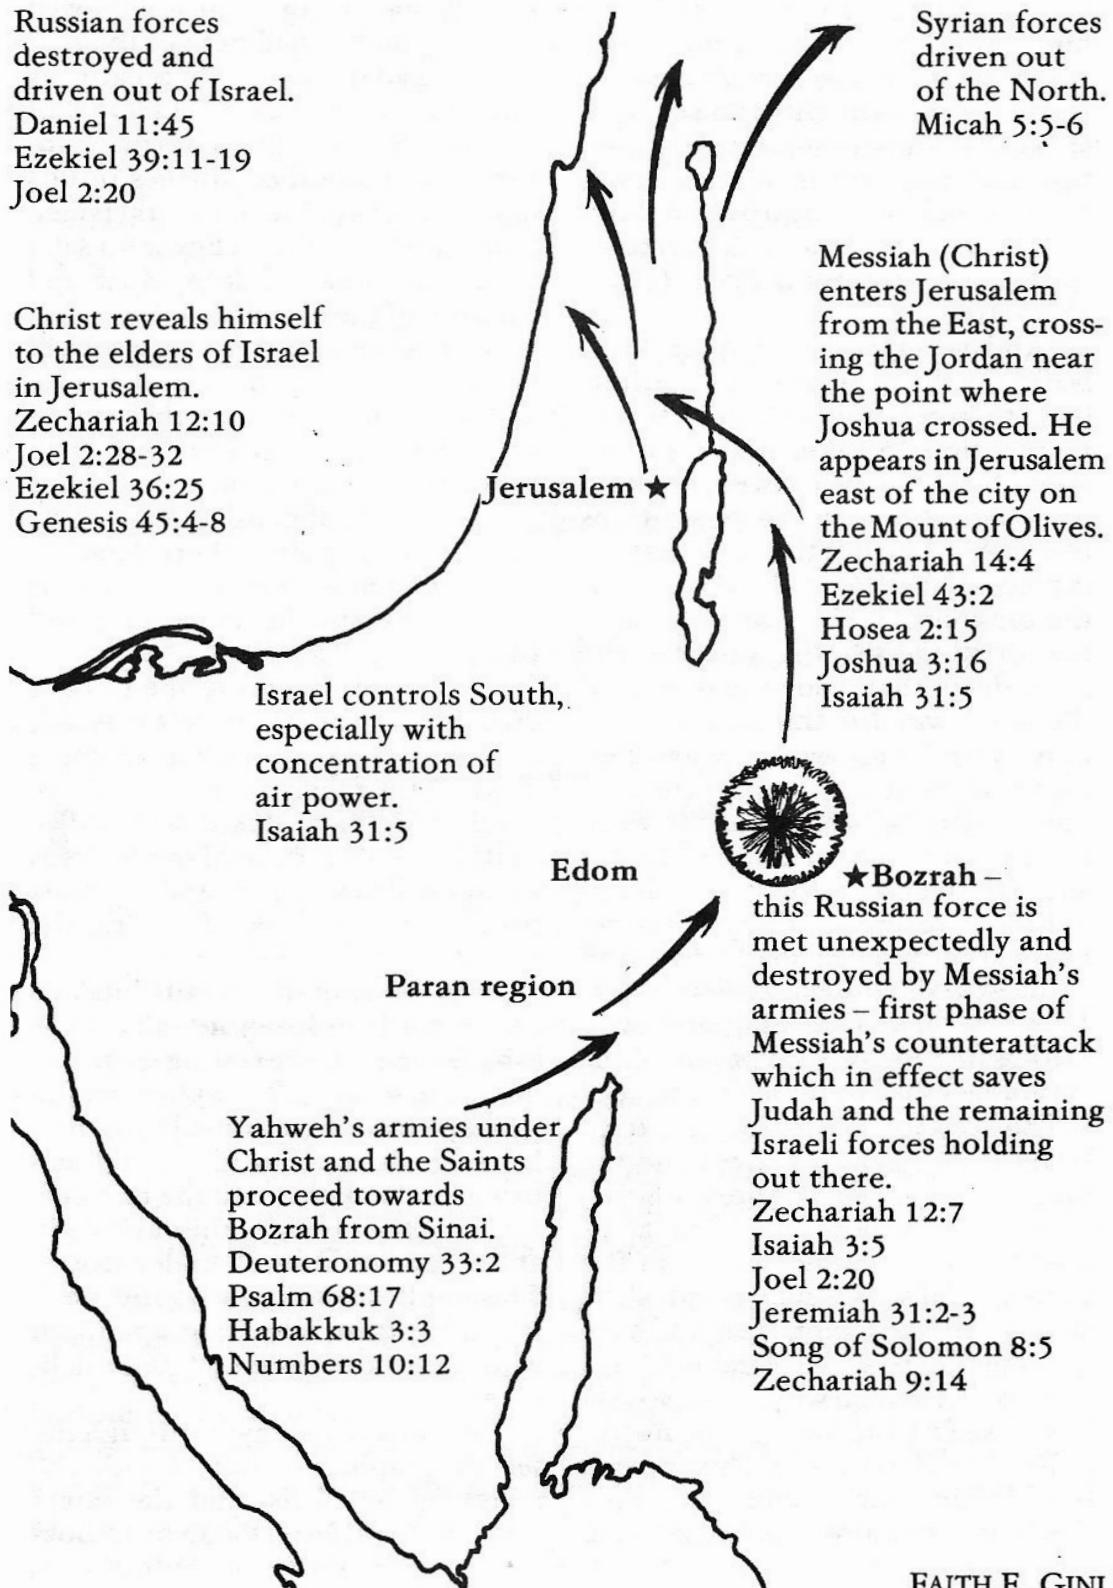 Russian forces
destroyed and
driven out of Israel.
Daniel 11:45
Ezekiel 39:11-19
Joel 2:20
Syrian forces
driven out
of the North.
Micah 5:5-6
Christ reveals himself
to the elders of Israel
in Jerusalem.
Zechariah 12:10
Joel 2:28-32
Ezekiel 36:25
Genesis 45:4-8
Messiah (Christ)
enters Jerusalem
from the East, cross-
ing the Jordan near
the point where
Joshua crossed. He
appears in Jerusalem
east of the city on
the Mount of Olives.
Zechariah 14:4
Ezekiel 43:2
Hosea 2:15
Joshua 3:16
Isaiah 31:5
Jerusalem ★
Israel controls South,
especially with
concentration of
air power.
Isaiah 31:5
Edom
Paran region
★Bozrah –
this Russian force is
met unexpectedly and
destroyed by Messiah's
armies – first phase of
Messiah's counterattack
which in effect saves
Judah and the remaining
Israeli forces holding
out there.
Zechariah 12:7
Isaiah 3:5
Joel 2:20
Jeremiah 31:2-3
Song of Solomon 8:5
Zechariah 9:14
Yahweh's armies under
Christ and the Saints
proceed towards
Bozrah from Sinai.
Deuteronomy 33:2
Psalm 68:17
Habakkuk 3:3
Numbers 10:12
FAITH E. GINI